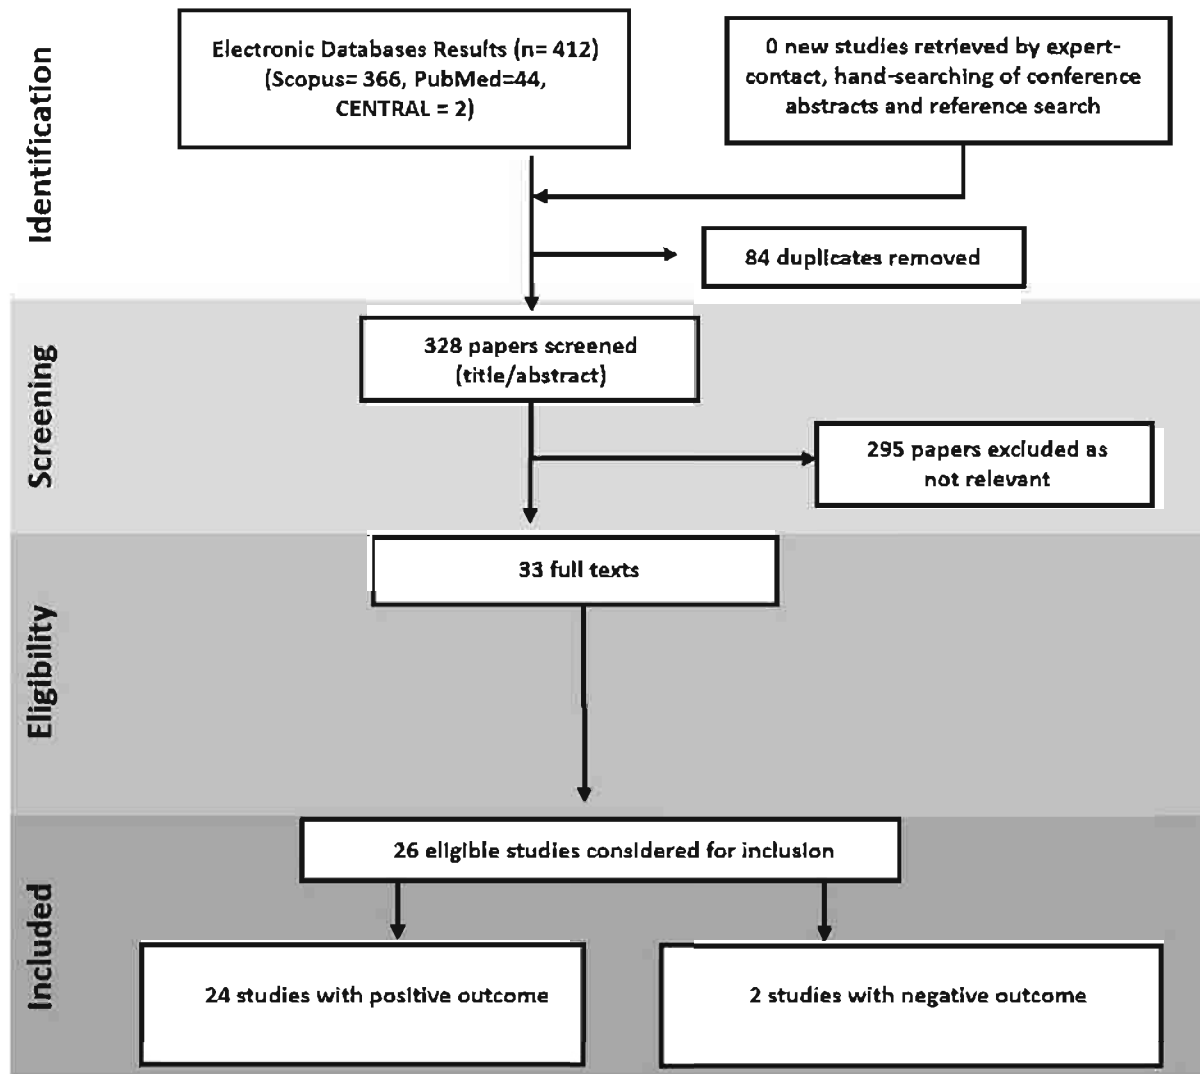 Identification
Electronic Databases Results (n= 412)
(Scopus= 366, PubMed=44,
CENTRAL = 2)
0 new studies retrieved by expert-
contact, hand-searching of conference
abstracts and reference search
84 duplicates removed
Screening
328 papers screened
(title/abstract)
295 papers excluded as
not relevant
Eligibility
33 full texts
Included
26 eligible studies considered for inclusion
24 studies with positive outcome
2 studies with negative outcome